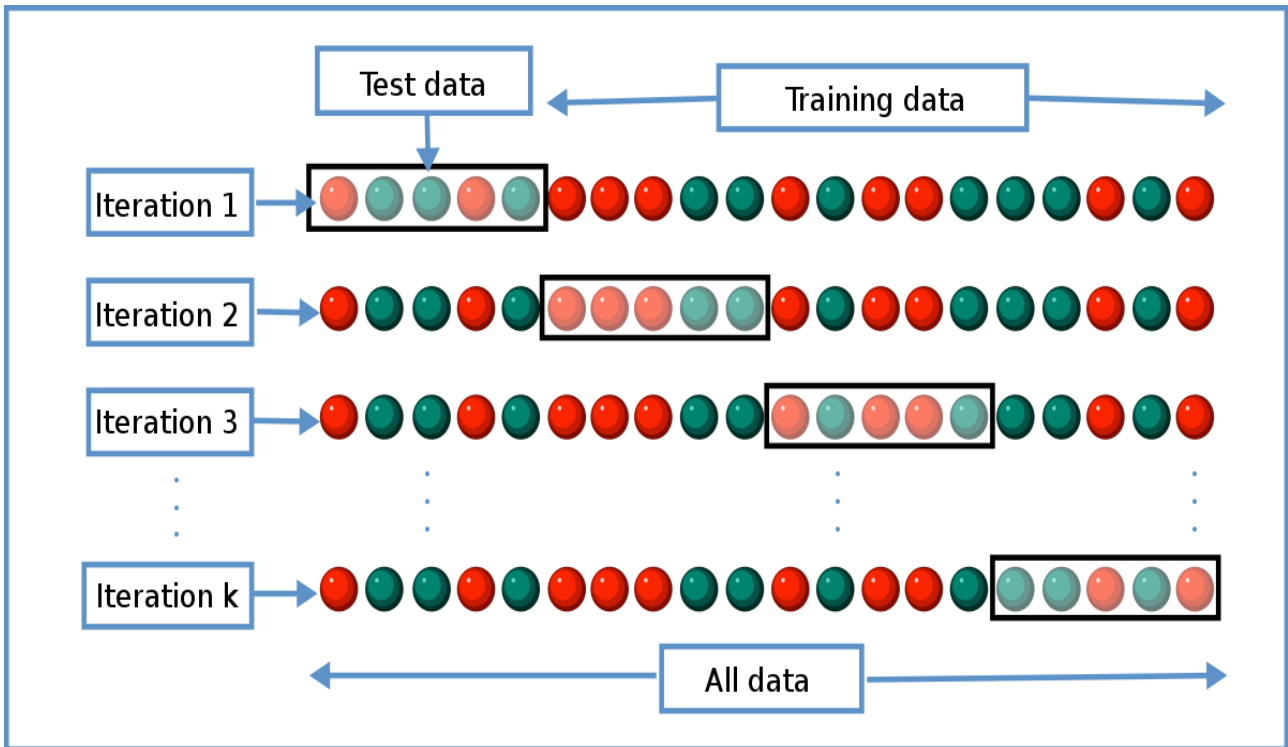 Test data
Training data
Iteration 1
Iteration 2
Iteration 3
Iteration k
All data